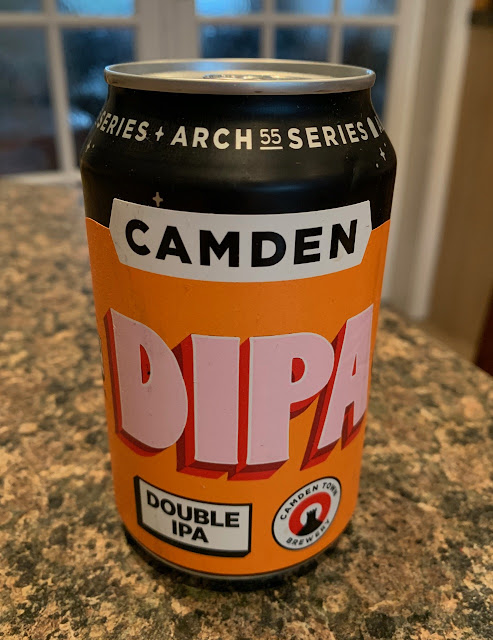 SERIES + ARCH 55 SERIES
CAMDEN
DIPA
DOUBLE
IPA
CAMDEN TOWN
BREWERY